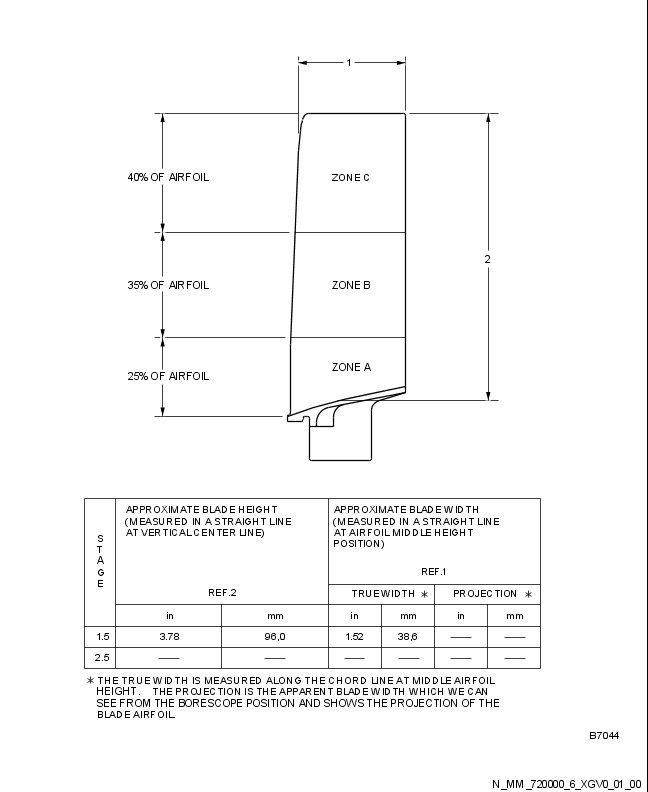 1
40% OF AIRFOIL
ZONE C
2
35% OF AIRFOIL
ZONE B
ZONE A
25% OF AIRFOIL
STAGE
APPROXIMATE BLADE HEIGHT
(MEASURED IN A STRAIGHT LINE
AT VERTICAL CENTER LINE)
REF.2
APPROXIMATE BLADE WIDTH
(MEASURED IN A STRAIGHT LINE
AT AIRFOIL MIDDLE HEIGHT
POSITION)
REF.1
TRUE WIDTH * PROJECTION *
in mm in mm in mm
1.5 3.78 96,0 1.52 38,6 —— ——
2.5 —— —— —— —— —— ——
* THE TRUE WIDTH IS MEASURED ALONG THE CHORD LINE AT MIDDLE AIRFOIL
HEIGHT. THE PROJECTION IS THE APPARENT BLADE WIDTH WHICH WE CAN
SEE FROM THE BORESCOPE POSITION AND SHOWS THE PROJECTION OF THE
BLADE AIRFOIL.
B7044
N_MM_720000_6_XGV0_01_00